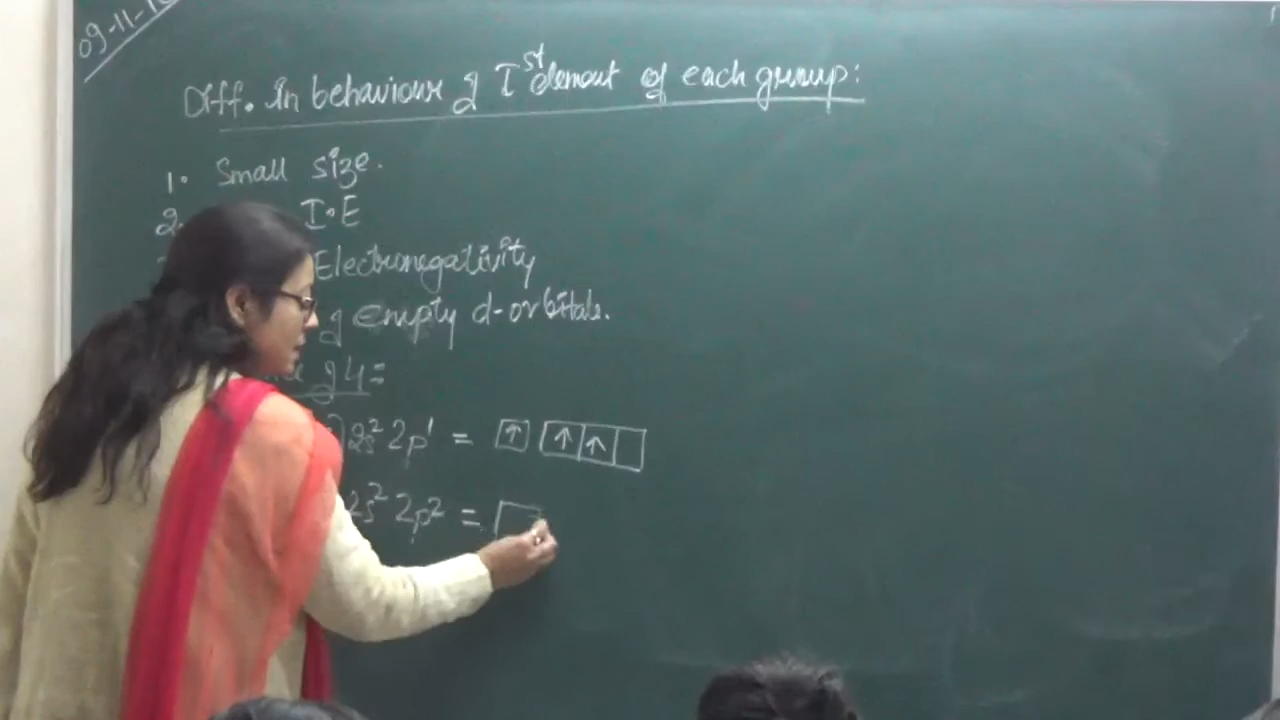 09-11-
Diff. in behaviour of Ist element of each group:
1. Small size.
2. I.E
Electronegativity
of empty d-orbitals.
of 4:
2s² 2p¹ = ↑ ↑ ↑
2s² 2p² =